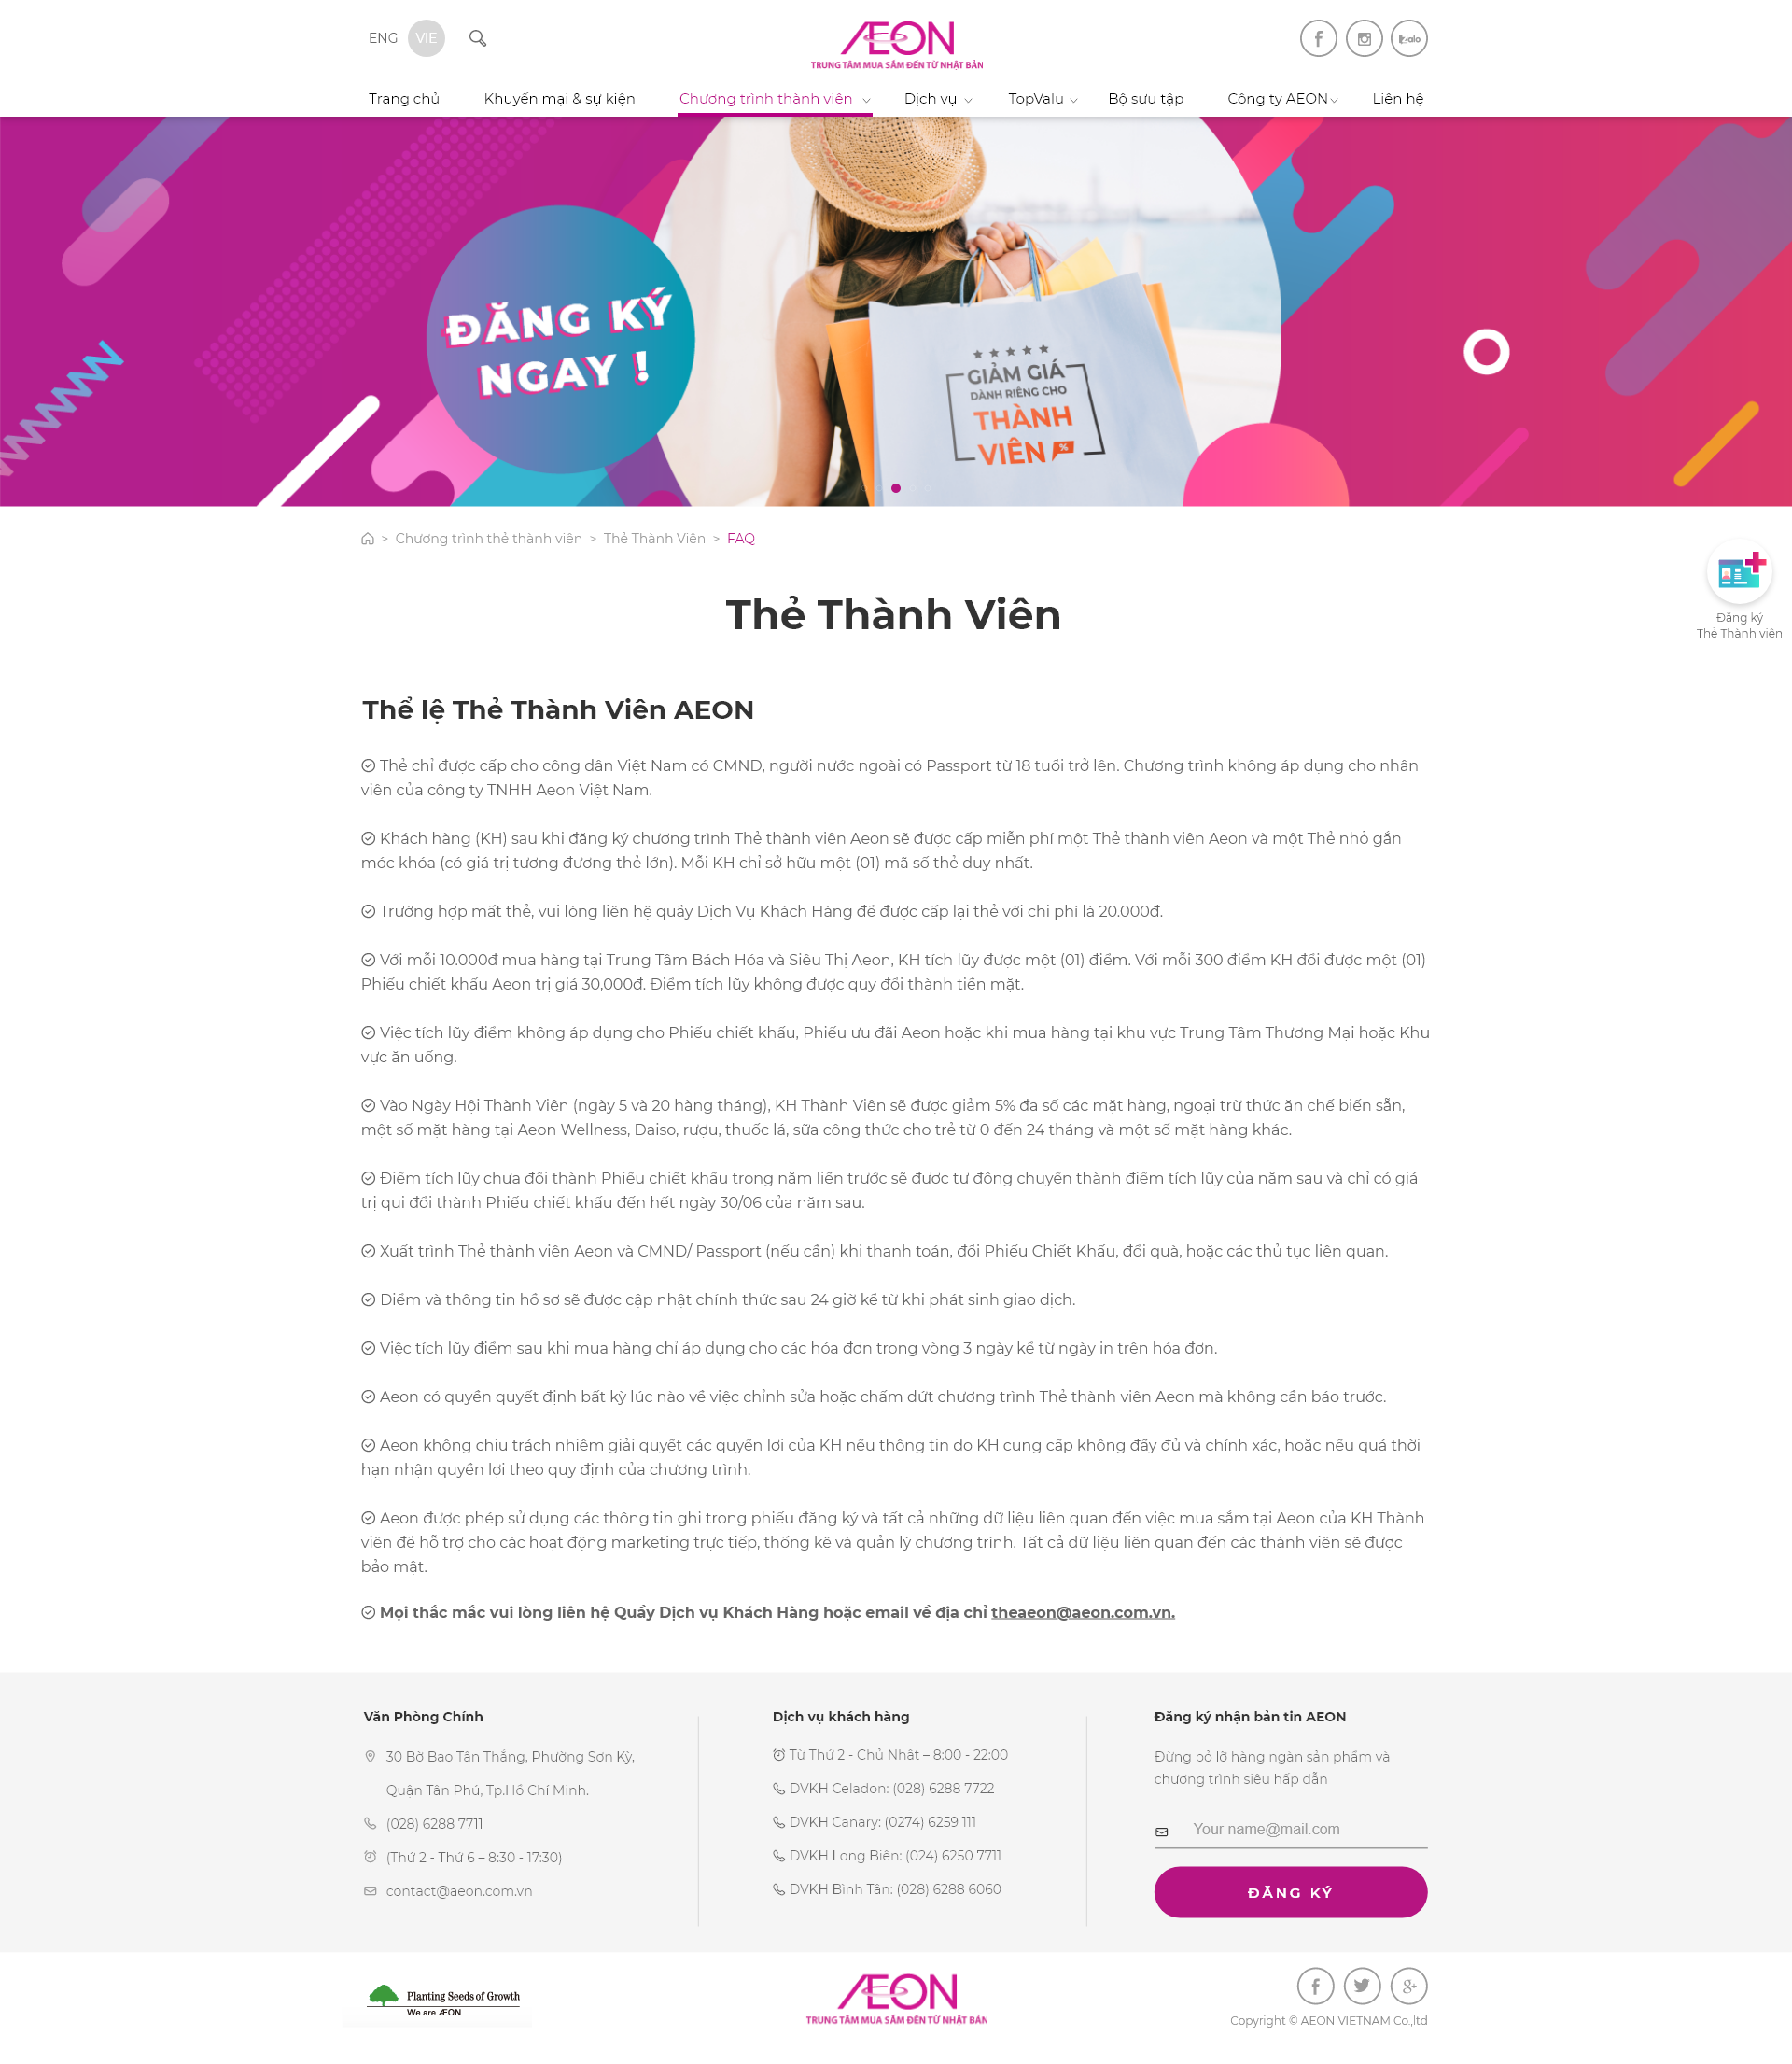 ENG VIE
ÆON
TRUNG TÂM MUA SẮM ĐẾN TỪ NHẬT BẢN
Zalo
Trang chủ Khuyến mại & sự kiện Chương trình thành viên Dịch vụ TopValu Bộ sưu tập Công ty AEON Liên hệ
ĐĂNG KÝ
NGAY !
GIẢM GIÁ
DÀNH RIÊNG CHO
THÀNH
VIÊN %
> Chương trình thẻ thành viên > Thẻ Thành Viên > FAQ
Đăng ký
Thẻ Thành viên
Thẻ Thành Viên
Thể lệ Thẻ Thành Viên AEON
Thẻ chỉ được cấp cho công dân Việt Nam có CMND, người nước ngoài có Passport từ 18 tuổi trở lên. Chương trình không áp dụng cho nhân
viên của công ty TNHH Aeon Việt Nam.
Khách hàng (KH) sau khi đăng ký chương trình Thẻ thành viên Aeon sẽ được cấp miễn phí một Thẻ thành viên Aeon và một Thẻ nhỏ gắn
móc khóa (có giá trị tương đương thẻ lớn). Mỗi KH chỉ sở hữu một (01) mã số thẻ duy nhất.
Trường hợp mất thẻ, vui lòng liên hệ quầy Dịch Vụ Khách Hàng để được cấp lại thẻ với chi phí là 20.000đ.
Với mỗi 10.000đ mua hàng tại Trung Tâm Bách Hóa và Siêu Thị Aeon, KH tích lũy được một (01) điểm. Với mỗi 300 điểm KH đổi được một (01)
Phiếu chiết khấu Aeon trị giá 30,000đ. Điểm tích lũy không được quy đổi thành tiền mặt.
Việc tích lũy điểm không áp dụng cho Phiếu chiết khấu, Phiếu ưu đãi Aeon hoặc khi mua hàng tại khu vực Trung Tâm Thương Mại hoặc Khu
vực ăn uống.
Vào Ngày Hội Thành Viên (ngày 5 và 20 hàng tháng), KH Thành Viên sẽ được giảm 5% đa số các mặt hàng, ngoại trừ thức ăn chế biến sẵn,
một số mặt hàng tại Aeon Wellness, Daiso, rượu, thuốc lá, sữa công thức cho trẻ từ 0 đến 24 tháng và một số mặt hàng khác.
Điểm tích lũy chưa đổi thành Phiếu chiết khấu trong năm liền trước sẽ được tự động chuyển thành điểm tích lũy của năm sau và chỉ có giá
trị qui đổi thành Phiếu chiết khấu đến hết ngày 30/06 của năm sau.
Xuất trình Thẻ thành viên Aeon và CMND/ Passport (nếu cần) khi thanh toán, đổi Phiếu Chiết Khấu, đổi quà, hoặc các thủ tục liên quan.
Điểm và thông tin hồ sơ sẽ được cập nhật chính thức sau 24 giờ kể từ khi phát sinh giao dịch.
Việc tích lũy điểm sau khi mua hàng chỉ áp dụng cho các hóa đơn trong vòng 3 ngày kể từ ngày in trên hóa đơn.
Aeon có quyền quyết định bất kỳ lúc nào về việc chỉnh sửa hoặc chấm dứt chương trình Thẻ thành viên Aeon mà không cần báo trước.
Aeon không chịu trách nhiệm giải quyết các quyền lợi của KH nếu thông tin do KH cung cấp không đầy đủ và chính xác, hoặc nếu quá thời
hạn nhận quyền lợi theo quy định của chương trình.
Aeon được phép sử dụng các thông tin ghi trong phiếu đăng ký và tất cả những dữ liệu liên quan đến việc mua sắm tại Aeon của KH Thành
viên để hỗ trợ cho các hoạt động marketing trực tiếp, thống kê và quản lý chương trình. Tất cả dữ liệu liên quan đến các thành viên sẽ được
bảo mật.
Mọi thắc mắc vui lòng liên hệ Quầy Dịch vụ Khách Hàng hoặc email về địa chỉ theaeon@aeon.com.vn.
Văn Phòng Chính
30 Bờ Bao Tân Thắng, Phường Sơn Kỳ,
Quận Tân Phú, Tp.Hồ Chí Minh.
(028) 6288 7711
(Thứ 2 - Thứ 6 – 8:30 - 17:30)
contact@aeon.com.vn
Dịch vụ khách hàng
Từ Thứ 2 - Chủ Nhật – 8:00 - 22:00
DVKH Celadon: (028) 6288 7722
DVKH Canary: (0274) 6259 111
DVKH Long Biên: (024) 6250 7711
DVKH Bình Tân: (028) 6288 6060
Đăng ký nhận bản tin AEON
Đừng bỏ lỡ hàng ngàn sản phẩm và
chương trình siêu hấp dẫn
Your name@mail.com
ĐĂNG KÝ
Planting Seeds of Growth
We are ÆON
ÆON
TRUNG TÂM MUA SẮM ĐẾN TỪ NHẬT BẢN
Copyright © AEON VIETNAM Co.,ltd